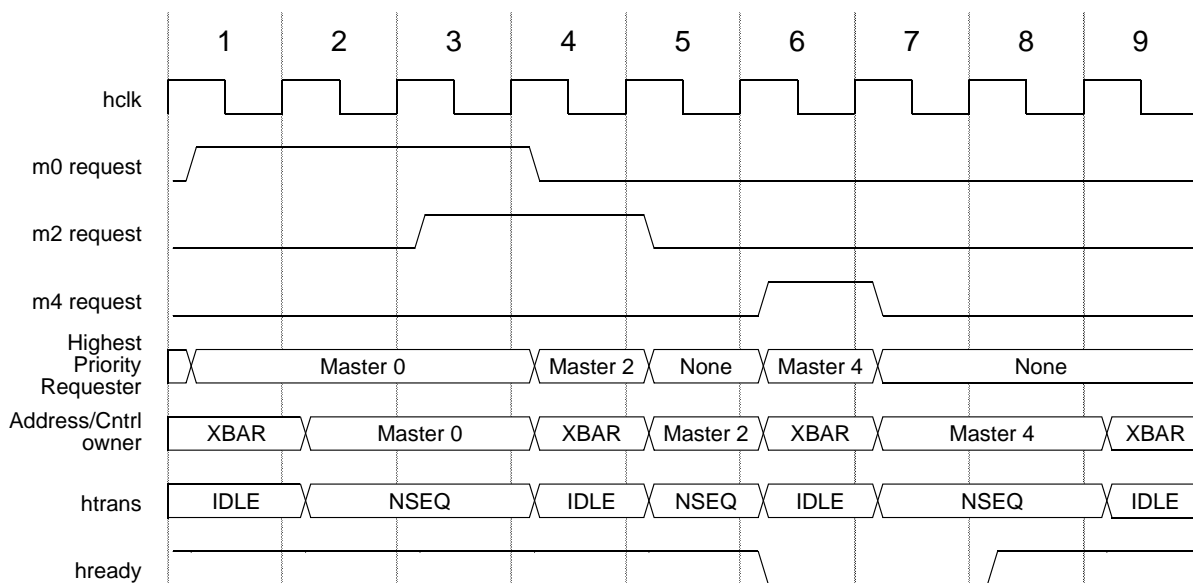 1 2 3 4 5 6 7 8 9
hclk
m0 request
m2 request
m4 request
Highest
Priority
Requester
Master 0 Master 2 None Master 4 None
Address/Cntrl
owner
XBAR Master 0 XBAR Master 2 XBAR Master 4 XBAR
htrans
IDLE NSEQ IDLE NSEQ IDLE NSEQ IDLE
hready